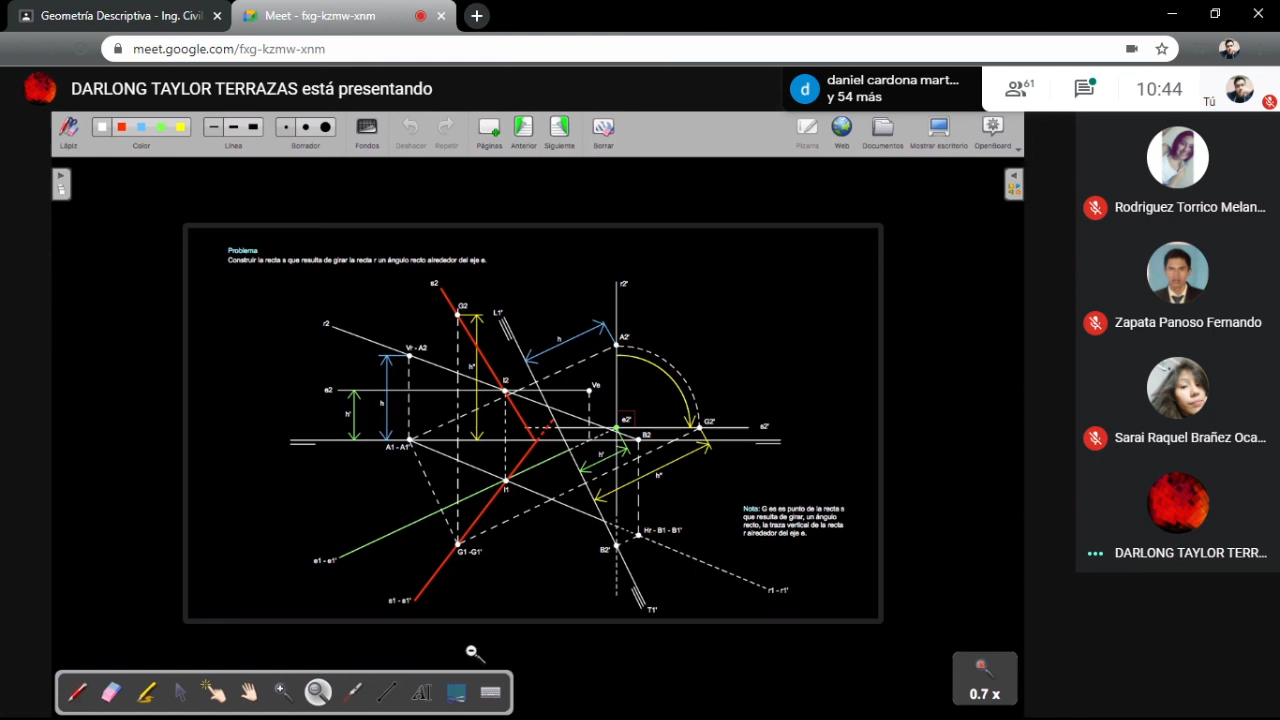 Geometría Descriptiva - Ing. Civil
Meet - fxg-kzmw-xnm
meet.google.com/fxg-kzmw-xnm
DARLONG TAYLOR TERRAZAS está presentando
d
daniel cardona mart...
y 54 más
61
10:44
Tú
Lápiz
Color
Línea
Borrador
Fondos
Deshacer
Repetir
Páginas
Anterior
Siguiente
Borrar
Pizarra
Web
Documentos
Mostrar escritorio
OpenBoard
Rodriguez Torrico Melan...
Zapata Panoso Fernando
Sarai Raquel Brañez Oca...
DARLONG TAYLOR TERR...
Problema
Construir la recta s que resulta de girar la recta r un ángulo recto alrededor del eje e.
s2
r2'
G2
L1'
r2
h
A2'
Vr - A2
h"
I2
Ve
e2
h
h'
e2'
G2'
s2'
B2
A1 - A1'
h'
h"
I1
Nota: G es es punto de la recta s
que resulta de girar, un ángulo
recto, la traza vertical de la recta
r alrededor del eje e.
Hr - B1 - B1'
G1 -G1'
B2'
e1 - e1'
r1 - r1'
s1 - s1'
T1'
0.7 x